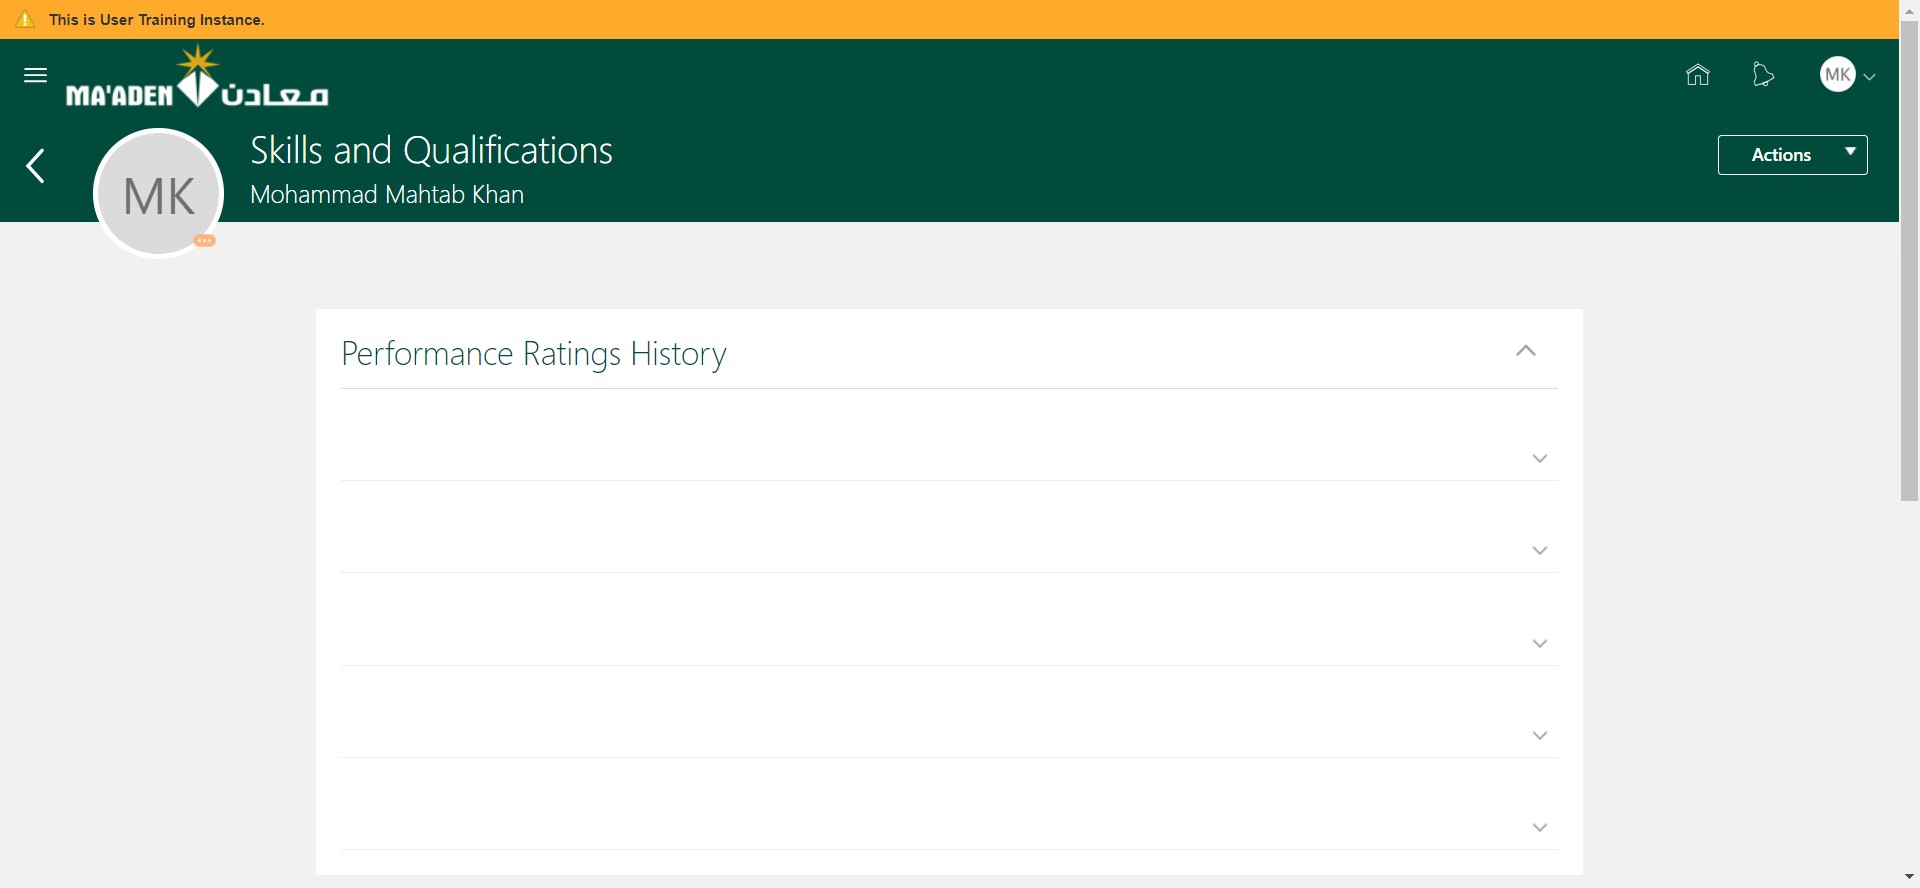 This is User Training Instance.
MA'ADEN معادن
MK
Skills and Qualifications
Actions
MK
Mohammad Mahtab Khan
Performance Ratings History